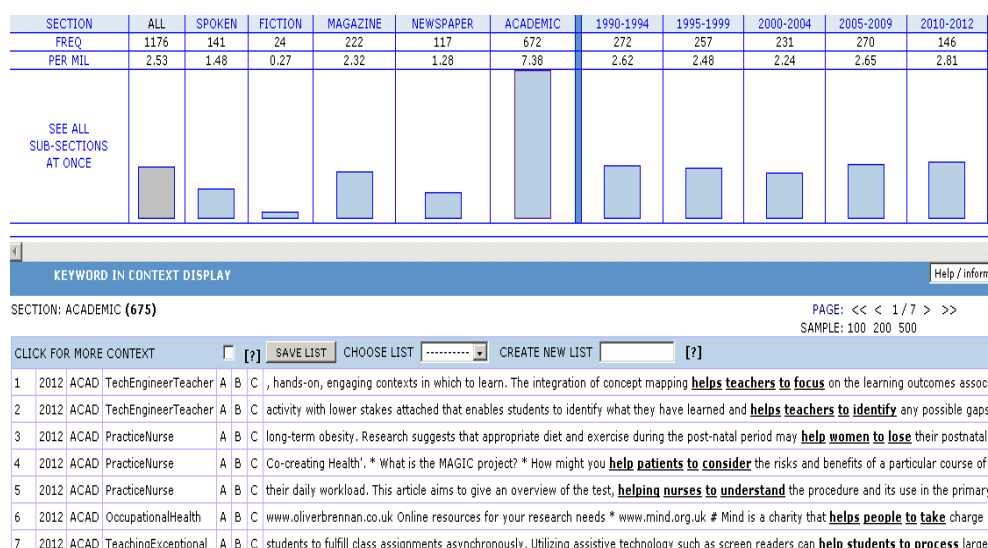 SECTION ALL SPOKEN FICTION MAGAZINE NEWSPAPER ACADEMIC 1990-1994 1995-1999 2000-2004 2005-2009 2010-2012
FREQ 1176 141 24 222 117 672 272 257 231 270 146
PER MIL 2.53 1.48 0.27 2.32 1.28 7.38 2.62 2.48 2.24 2.65 2.81
SEE ALL
SUB-SECTIONS
AT ONCE
KEYWORD IN CONTEXT DISPLAY Help / inform
SECTION: ACADEMIC (675) PAGE: << < 1 / 7 > >>
SAMPLE: 100 200 500
CLICK FOR MORE CONTEXT [?] SAVE LIST CHOOSE LIST ---------- CREATE NEW LIST [?]
1 2012 ACAD TechEngineerTeacher A B C , hands-on, engaging contexts in which to learn. The integration of concept mapping helps teachers to focus on the learning outcomes assoc
2 2012 ACAD TechEngineerTeacher A B C activity with lower stakes attached that enables students to identify what they have learned and helps teachers to identify any possible gaps
3 2012 ACAD PracticeNurse A B C long-term obesity. Research suggests that appropriate diet and exercise during the post-natal period may help women to lose their postnatal
4 2012 ACAD PracticeNurse A B C Co-creating Health'. * What is the MAGIC project? * How might you help patients to consider the risks and benefits of a particular course of
5 2012 ACAD PracticeNurse A B C their daily workload. This article aims to give an overview of the test, helping nurses to understand the procedure and its use in the primary
6 2012 ACAD OccupationalHealth A B C www.oliverbrennan.co.uk Online resources for your research needs * www.mind.org.uk # Mind is a charity that helps people to take charge
7 2012 ACAD TeachingExceptional A B C students to fulfill class assignments asynchronously. Utilizing assistive technology such as screen readers can help students to process large